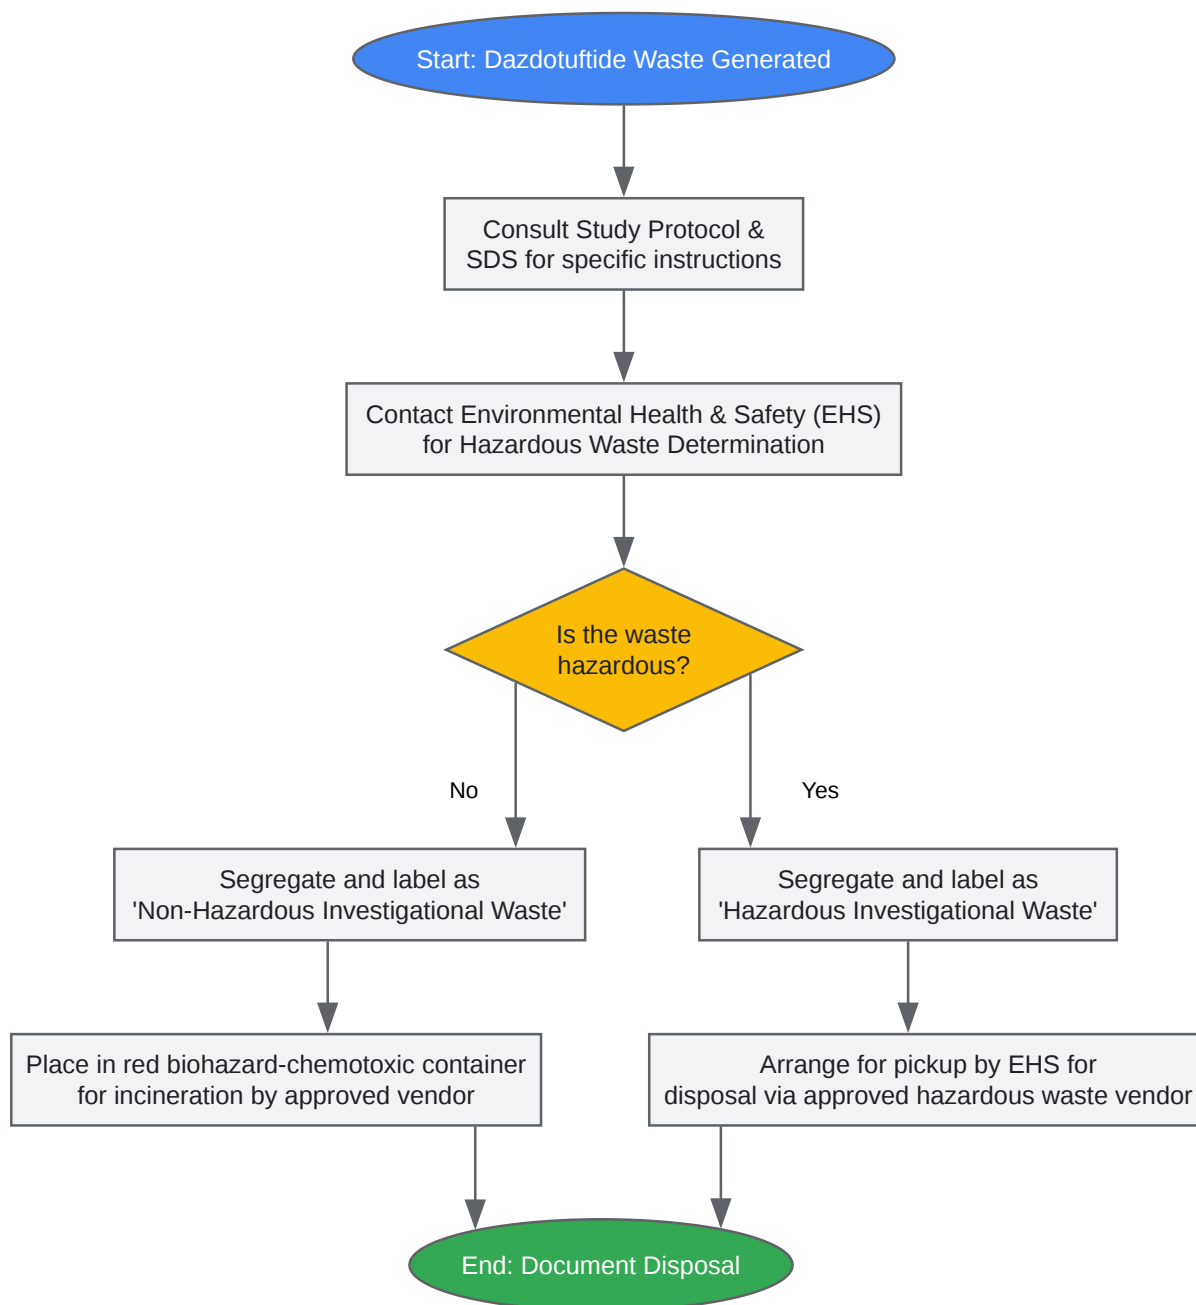 Start: Dazdotuftide Waste Generated
Consult Study Protocol &
SDS for specific instructions
Contact Environmental Health & Safety (EHS)
for Hazardous Waste Determination
Is the waste
hazardous?
No
Yes
Segregate and label as
'Non-Hazardous Investigational Waste'
Segregate and label as
'Hazardous Investigational Waste'
Place in red biohazard-chemotoxic container
for incineration by approved vendor
Arrange for pickup by EHS for
disposal via approved hazardous waste vendor
End: Document Disposal